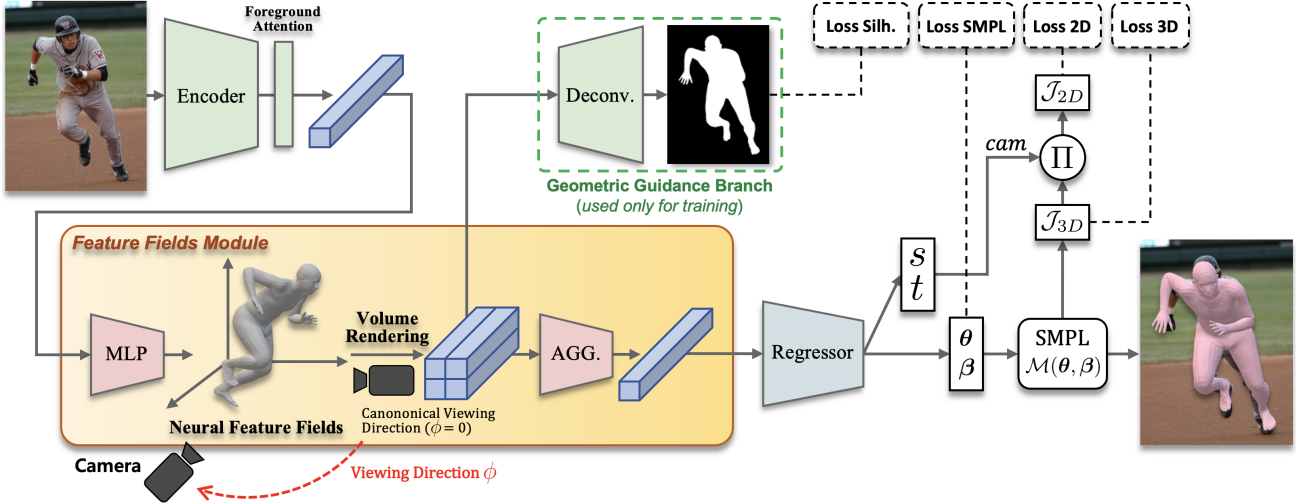 Foreground
Attention
Encoder
Deconv.
Geometric Guidance Branch
(used only for training)
Loss Silh.
Loss SMPL
Loss 2D
Loss 3D
𝒥2D
cam
Π
𝒥3D
Feature Fields Module
MLP
Neural Feature Fields
Volume
Rendering
Canononical Viewing
Direction (ϕ = 0)
AGG.
Regressor
s
t
θ
β
SMPL
ℳ(θ, β)
Camera
Viewing Direction ϕ